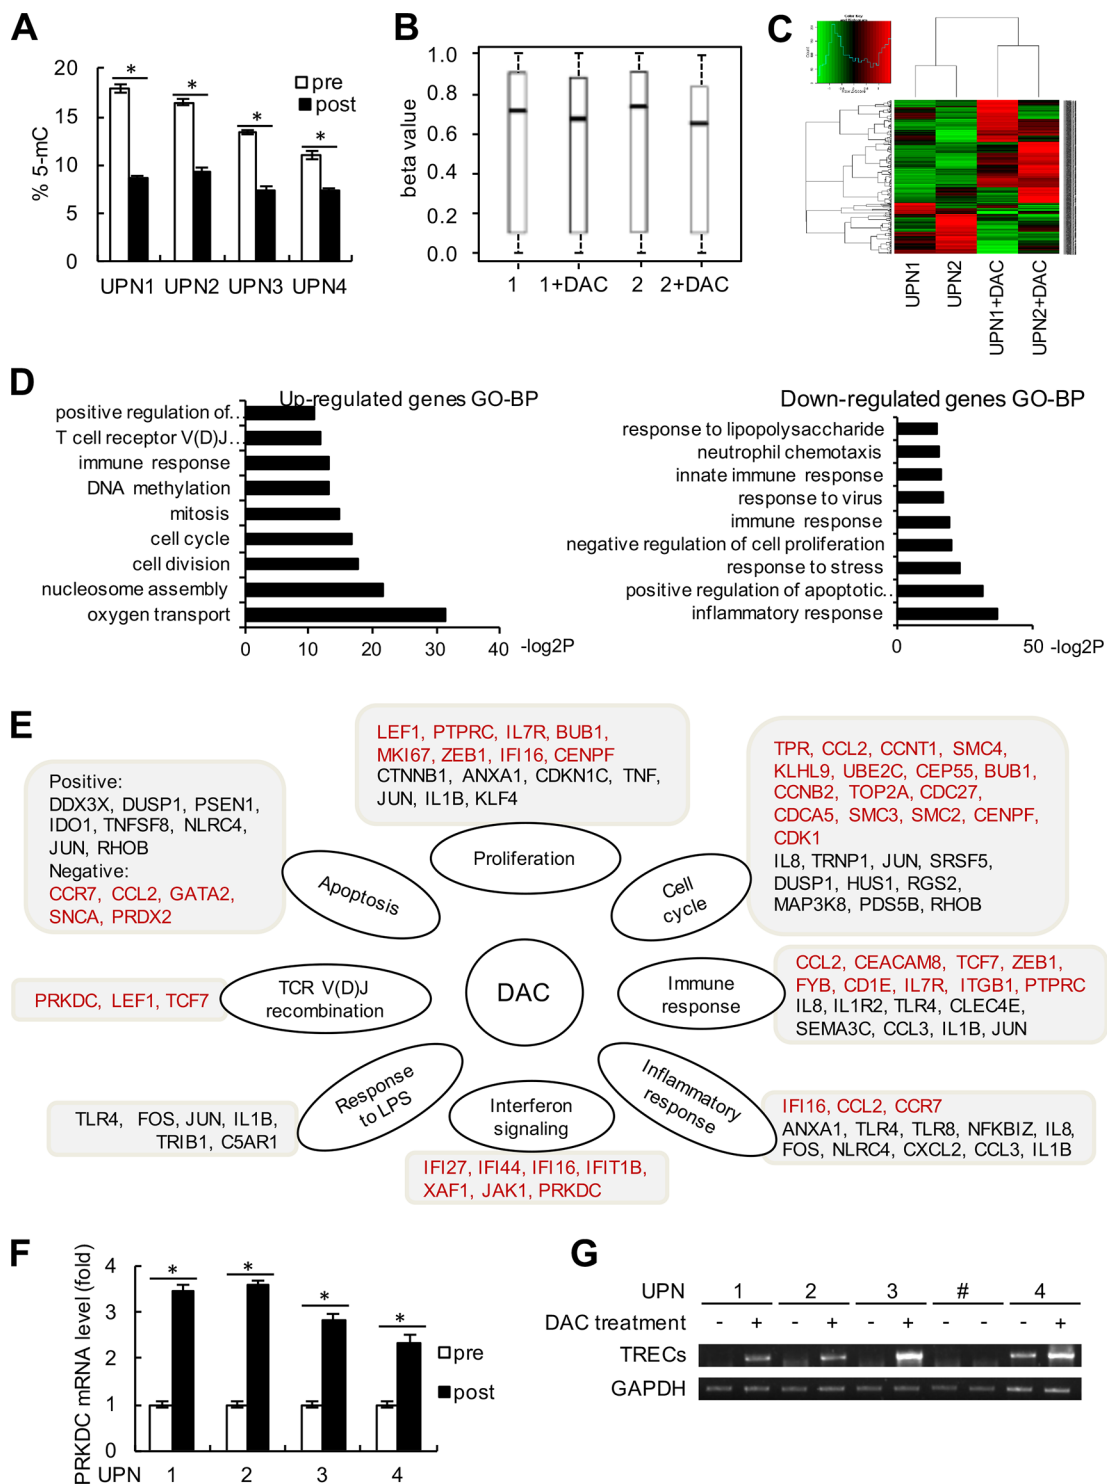 A
20
15
10
5
0
% 5-mC
pre
post
*
*
*
*
UPN1 UPN2 UPN3 UPN4
B
1.0
0.8
0.6
0.4
0.2
0.0
beta value
1 1+DAC 2 2+DAC
C
UPN1
UPN2
UPN1+DAC
UPN2+DAC
D
Up-regulated genes GO-BP
positive regulation of..
T cell receptor V(D)J..
immune response
DNA methylation
mitosis
cell cycle
cell division
nucleosome assembly
oxygen transport
0 10 20 30 40 -log2P
Down-regulated genes GO-BP
response to lipopolysaccharide
neutrophil chemotaxis
innate immune response
response to virus
immune response
negative regulation of cell proliferation
response to stress
positive regulation of apoptotic..
inflammatory response
0 50 -log2P
E
LEF1, PTPRC, IL7R, BUB1,
MKI67, ZEB1, IFI16, CENPF
CTNNB1, ANXA1, CDKN1C, TNF,
JUN, IL1B, KLF4
Proliferation
Positive:
DDX3X, DUSP1, PSEN1,
IDO1, TNFSF8, NLRC4,
JUN, RHOB
Negative:
CCR7, CCL2, GATA2,
SNCA, PRDX2
Apoptosis
TPR, CCL2, CCNT1, SMC4,
KLHL9, UBE2C, CEP55, BUB1,
CCNB2, TOP2A, CDC27,
CDCA5, SMC3, SMC2, CENPF,
CDK1
IL8, TRNP1, JUN, SRSF5,
DUSP1, HUS1, RGS2,
MAP3K8, PDS5B, RHOB
Cell
cycle
PRKDC, LEF1, TCF7
TCR V(D)J
recombination
DAC
Immune
response
CCL2, CEACAM8, TCF7, ZEB1,
FYB, CD1E, IL7R, ITGB1, PTPRC
IL8, IL1R2, TLR4, CLEC4E,
SEMA3C, CCL3, IL1B, JUN
TLR4, FOS, JUN, IL1B,
TRIB1, C5AR1
Response
to LPS
Interferon
signaling
IFI27, IFI44, IFI16, IFIT1B,
XAF1, JAK1, PRKDC
Inflammatory
response
IFI16, CCL2, CCR7
ANXA1, TLR4, TLR8, NFKBIZ, IL8,
FOS, NLRC4, CXCL2, CCL3, IL1B
F
PRKDC mRNA level (fold)
4
3
2
1
0
*
*
*
*
pre
post
UPN 1 2 3 4
G
UPN 1 2 3 # 4
DAC treatment - + - + - + - - - +
TRECs
GAPDH